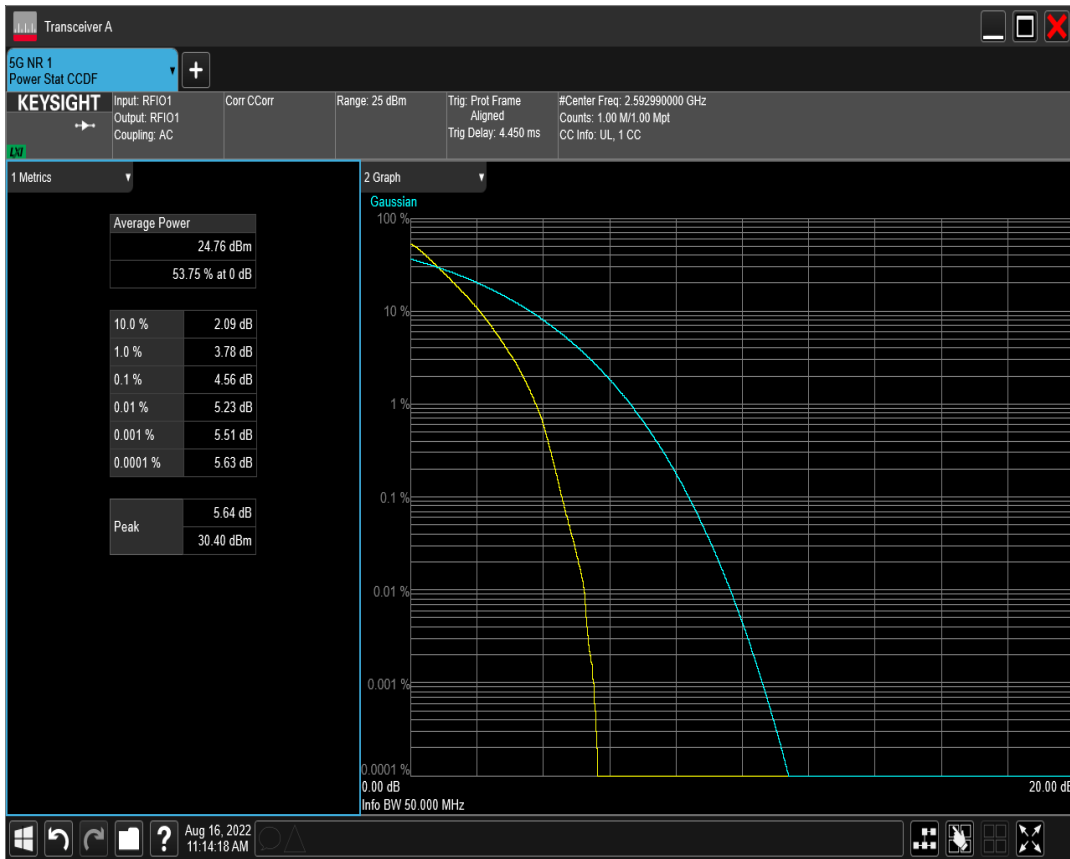 Transceiver A
5G NR 1
Power Stat CCDF
+
KEYSIGHT
LXI
Input: RFIO1
Output: RFIO1
Coupling: AC
Corr CCorr
Range: 25 dBm
Trig: Prot Frame
Aligned
Trig Delay: 4.450 ms
#Center Freq: 2.592990000 GHz
Counts: 1.00 M/1.00 Mpt
CC Info: UL, 1 CC
1 Metrics
Average Power
24.76 dBm
53.75 % at 0 dB
10.0 % 2.09 dB
1.0 % 3.78 dB
0.1 % 4.56 dB
0.01 % 5.23 dB
0.001 % 5.51 dB
0.0001 % 5.63 dB
Peak
5.64 dB
30.40 dBm
2 Graph
Gaussian
100 %
10 %
1 %
0.1 %
0.01 %
0.001 %
0.0001 %
0.00 dB 20.00 dB
Info BW 50.000 MHz
? Aug 16, 2022
11:14:18 AM